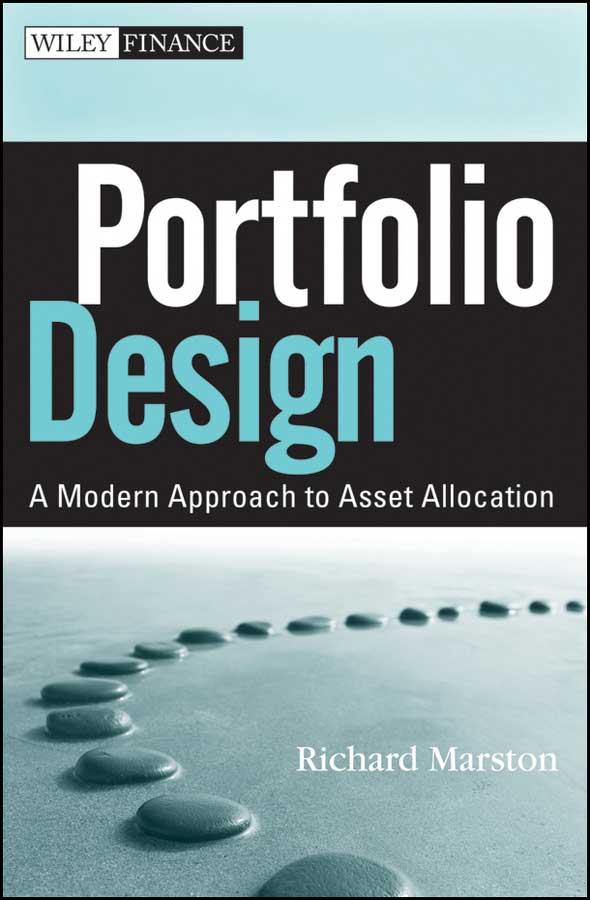 WILEY FINANCE
Portfolio
Design
A Modern Approach to Asset Allocation
Richard Marston